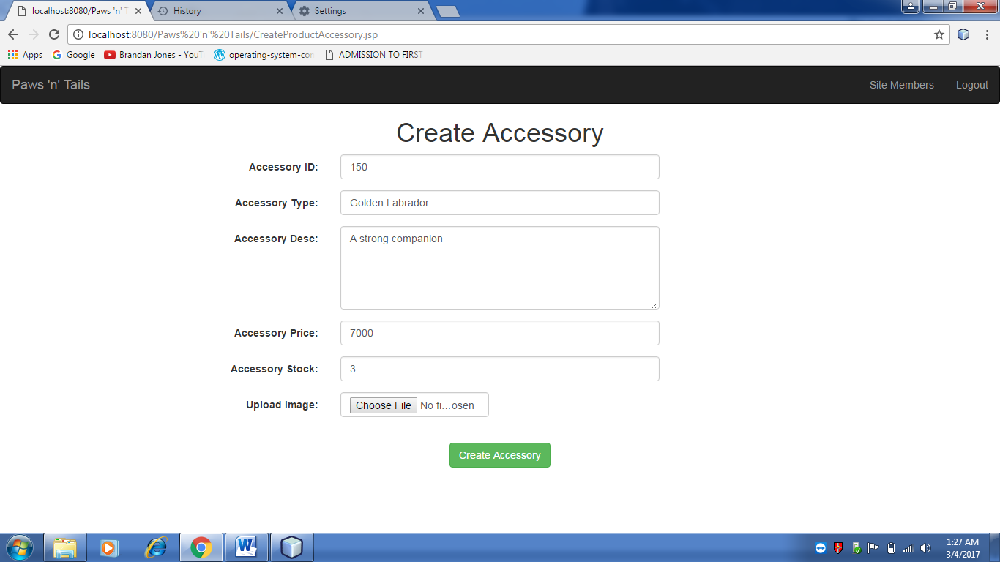 localhost:8080/Paws 'n' T
History
Settings
localhost:8080/Paws%20'n'%20Tails/CreateProductAccessory.jsp
Apps Google Brandan Jones - YouT operating-system-con ADMISSION TO FIRST
Paws 'n' Tails Site Members Logout
Create Accessory
Accessory ID: 150
Accessory Type: Golden Labrador
Accessory Desc: A strong companion
Accessory Price: 7000
Accessory Stock: 3
Upload Image: Choose File No fi...osen
Create Accessory
1:27 AM
3/4/2017